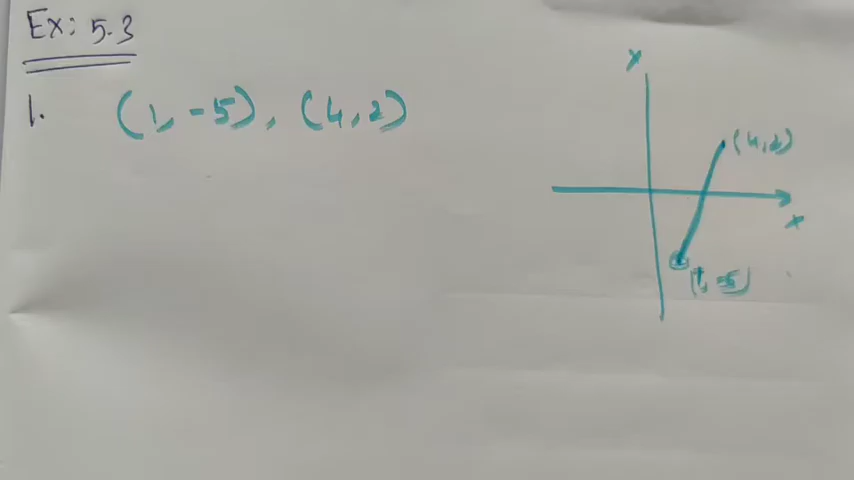 Ex: 5.3
1. (1, -5), (4, 2)
x
(4, 2)
x
(1, -5)